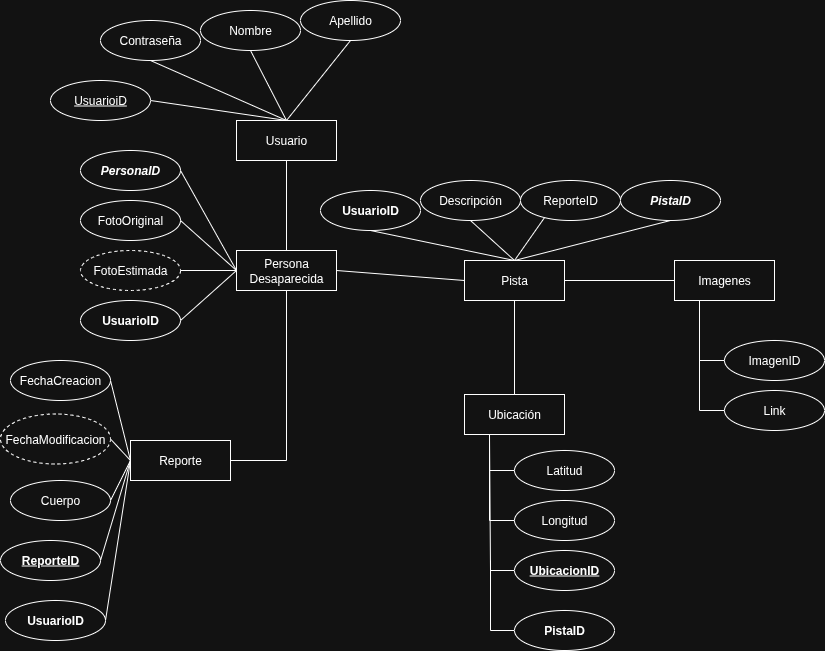 Apellido
Nombre
Contraseña
UsuarioiD
Usuario
PersonaID
FotoOriginal
FotoEstimada
UsuarioID
Persona
Desaparecida
UsuarioID
Descripción
ReporteID
PistaID
Pista
Imagenes
ImagenID
Link
Ubicación
Latitud
Longitud
UbicacionID
PistaID
FechaCreacion
FechaModificacion
Cuerpo
ReporteID
UsuarioID
Reporte